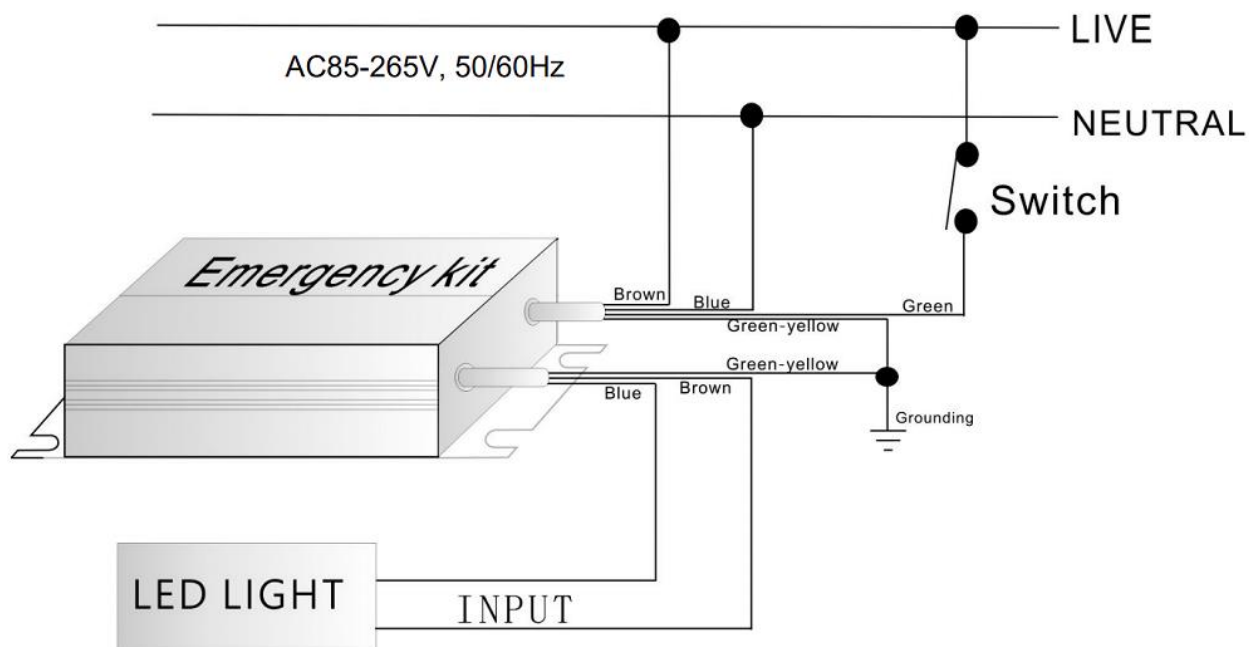 LIVE
AC85-265V, 50/60Hz
NEUTRAL
Switch
Emergency kit
Brown
Blue
Green
Green-yellow
Green-yellow
Blue
Brown
Grounding
LED LIGHT
INPUT